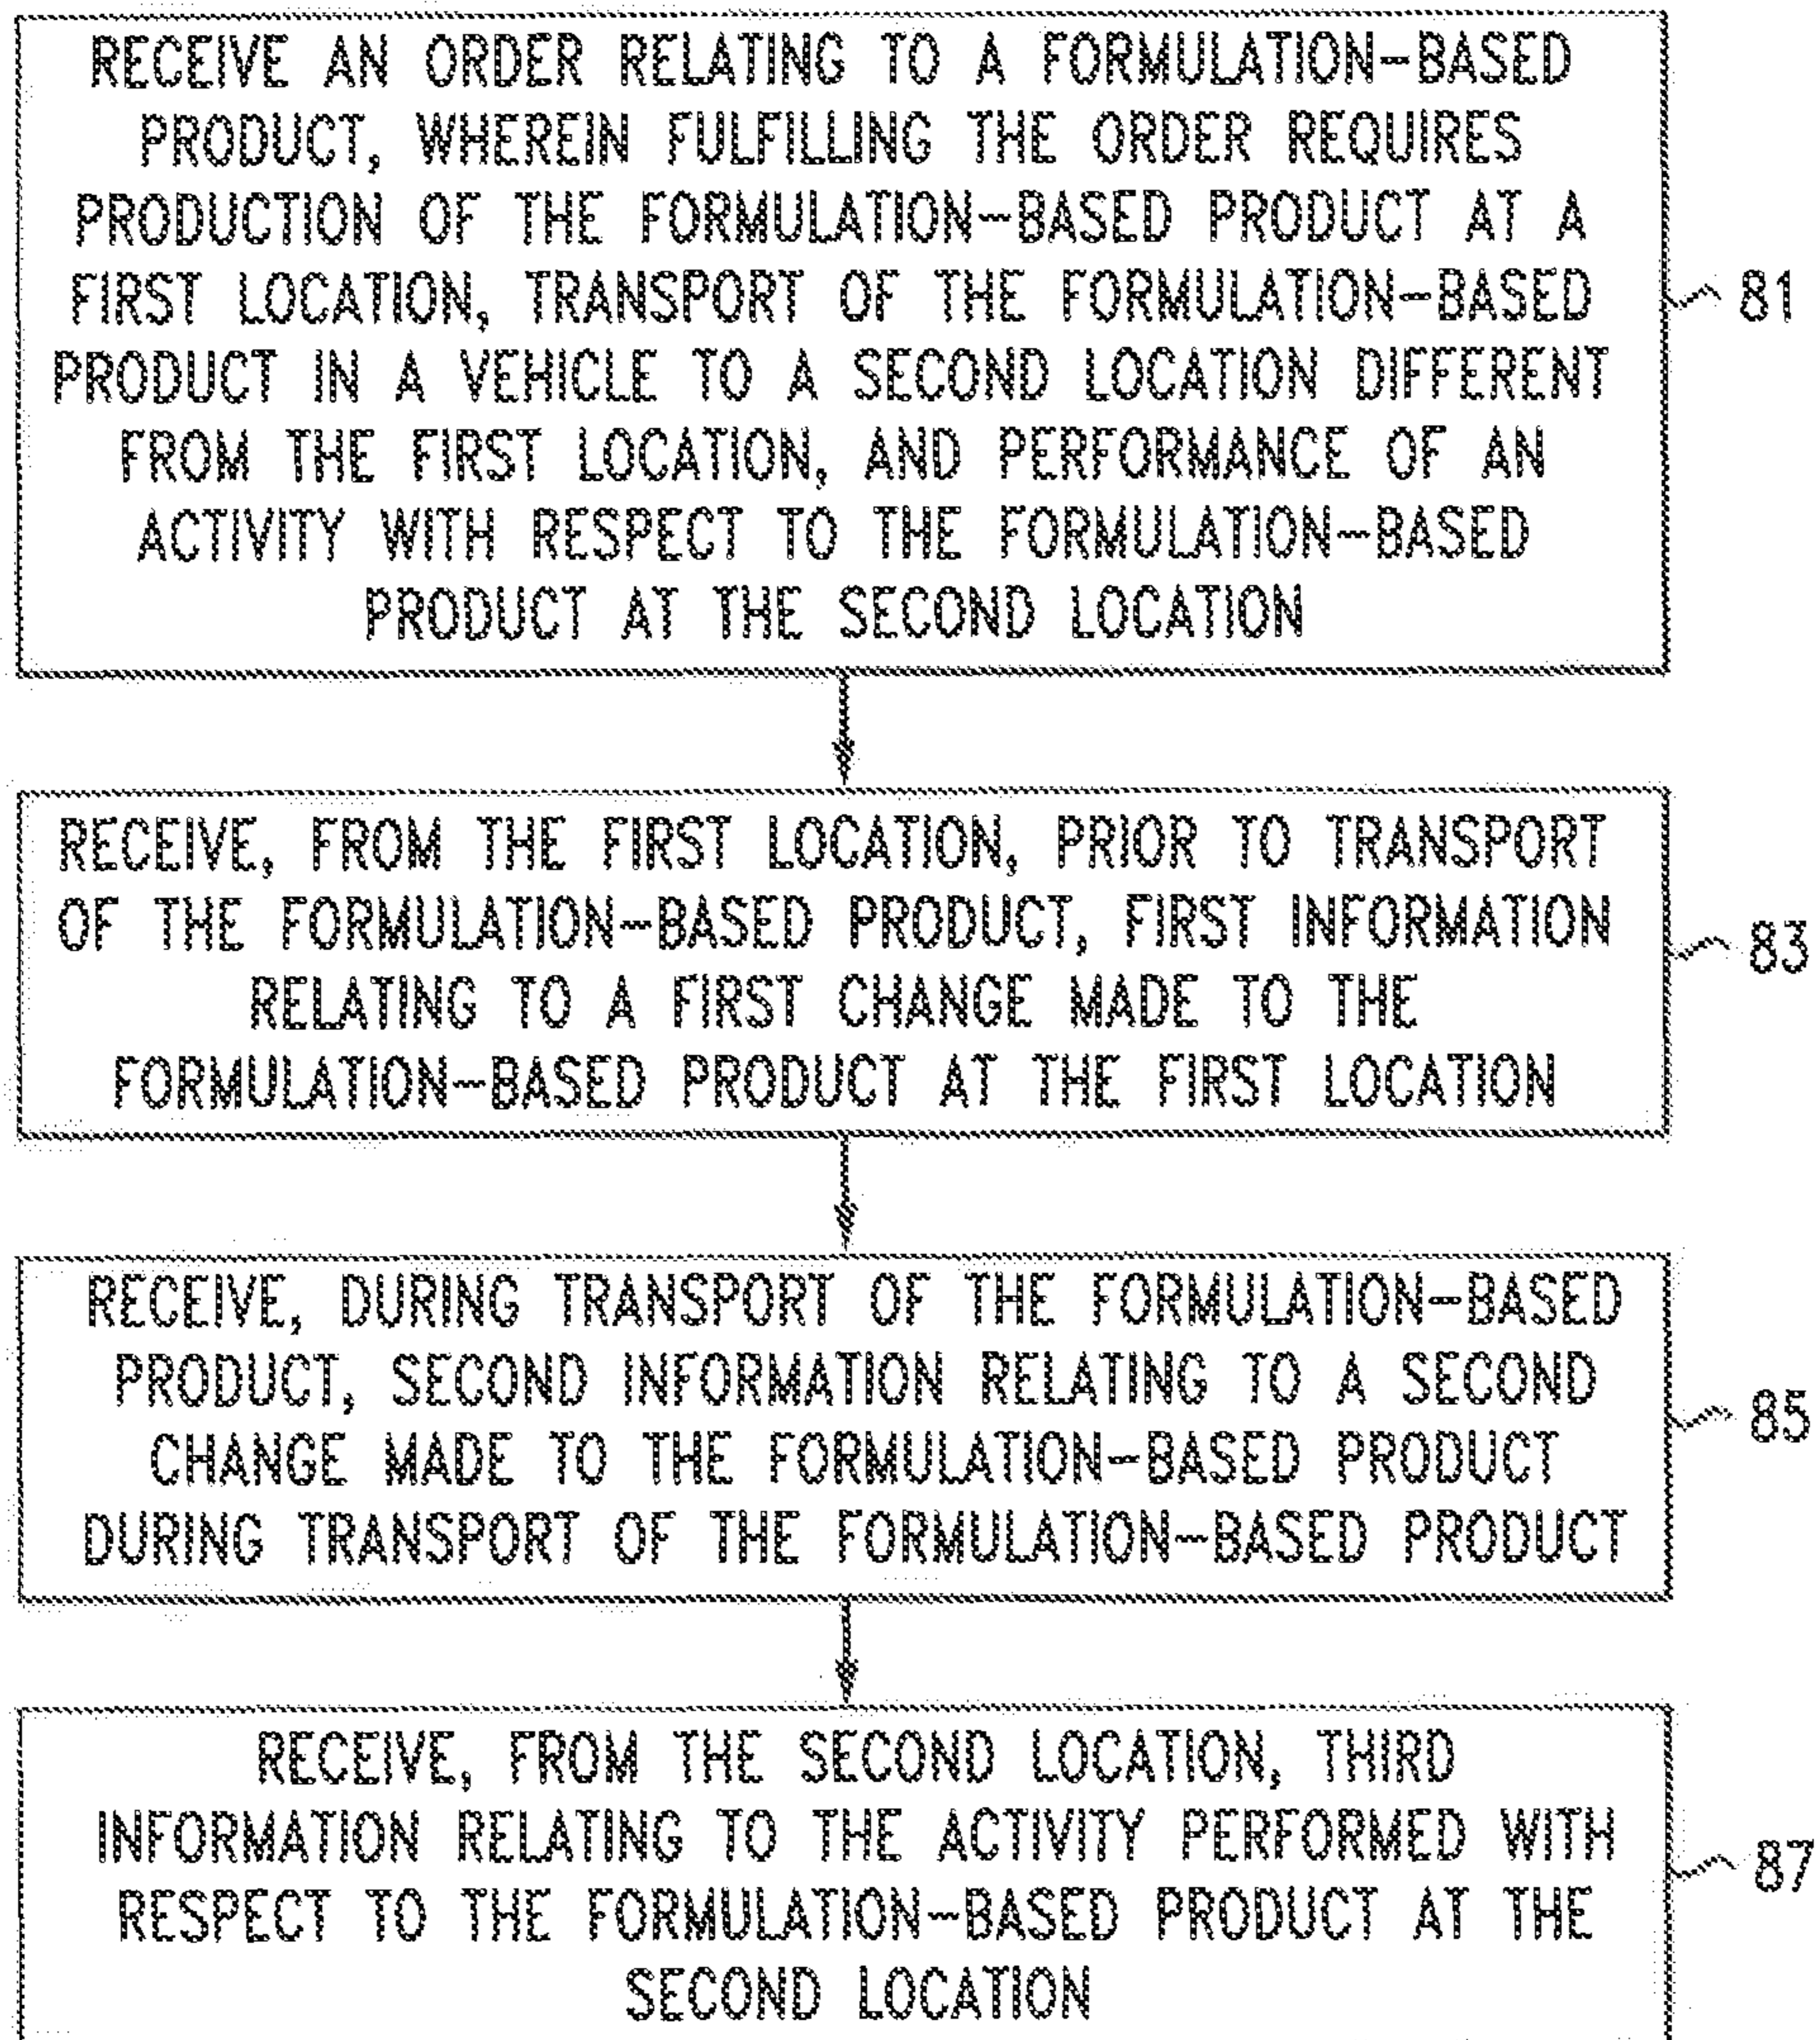 RECEIVE AN ORDER RELATING TO A FORMULATION-BASED
PRODUCT, WHEREIN FULFILLING THE ORDER REQUIRES
PRODUCTION OF THE FORMULATION-BASED PRODUCT AT A
FIRST LOCATION, TRANSPORT OF THE FORMULATION-BASED
PRODUCT IN A VEHICLE TO A SECOND LOCATION DIFFERENT
FROM THE FIRST LOCATION, AND PERFORMANCE OF AN
ACTIVITY WITH RESPECT TO THE FORMULATION-BASED
PRODUCT AT THE SECOND LOCATION
81
RECEIVE, FROM THE FIRST LOCATION, PRIOR TO TRANSPORT
OF THE FORMULATION-BASED PRODUCT, FIRST INFORMATION
RELATING TO A FIRST CHANGE MADE TO THE
FORMULATION-BASED PRODUCT AT THE FIRST LOCATION
83
RECEIVE, DURING TRANSPORT OF THE FORMULATION-BASED
PRODUCT, SECOND INFORMATION RELATING TO A SECOND
CHANGE MADE TO THE FORMULATION-BASED PRODUCT
DURING TRANSPORT OF THE FORMULATION-BASED PRODUCT
85
RECEIVE, FROM THE SECOND LOCATION, THIRD
INFORMATION RELATING TO THE ACTIVITY PERFORMED WITH
RESPECT TO THE FORMULATION-BASED PRODUCT AT THE
SECOND LOCATION
87